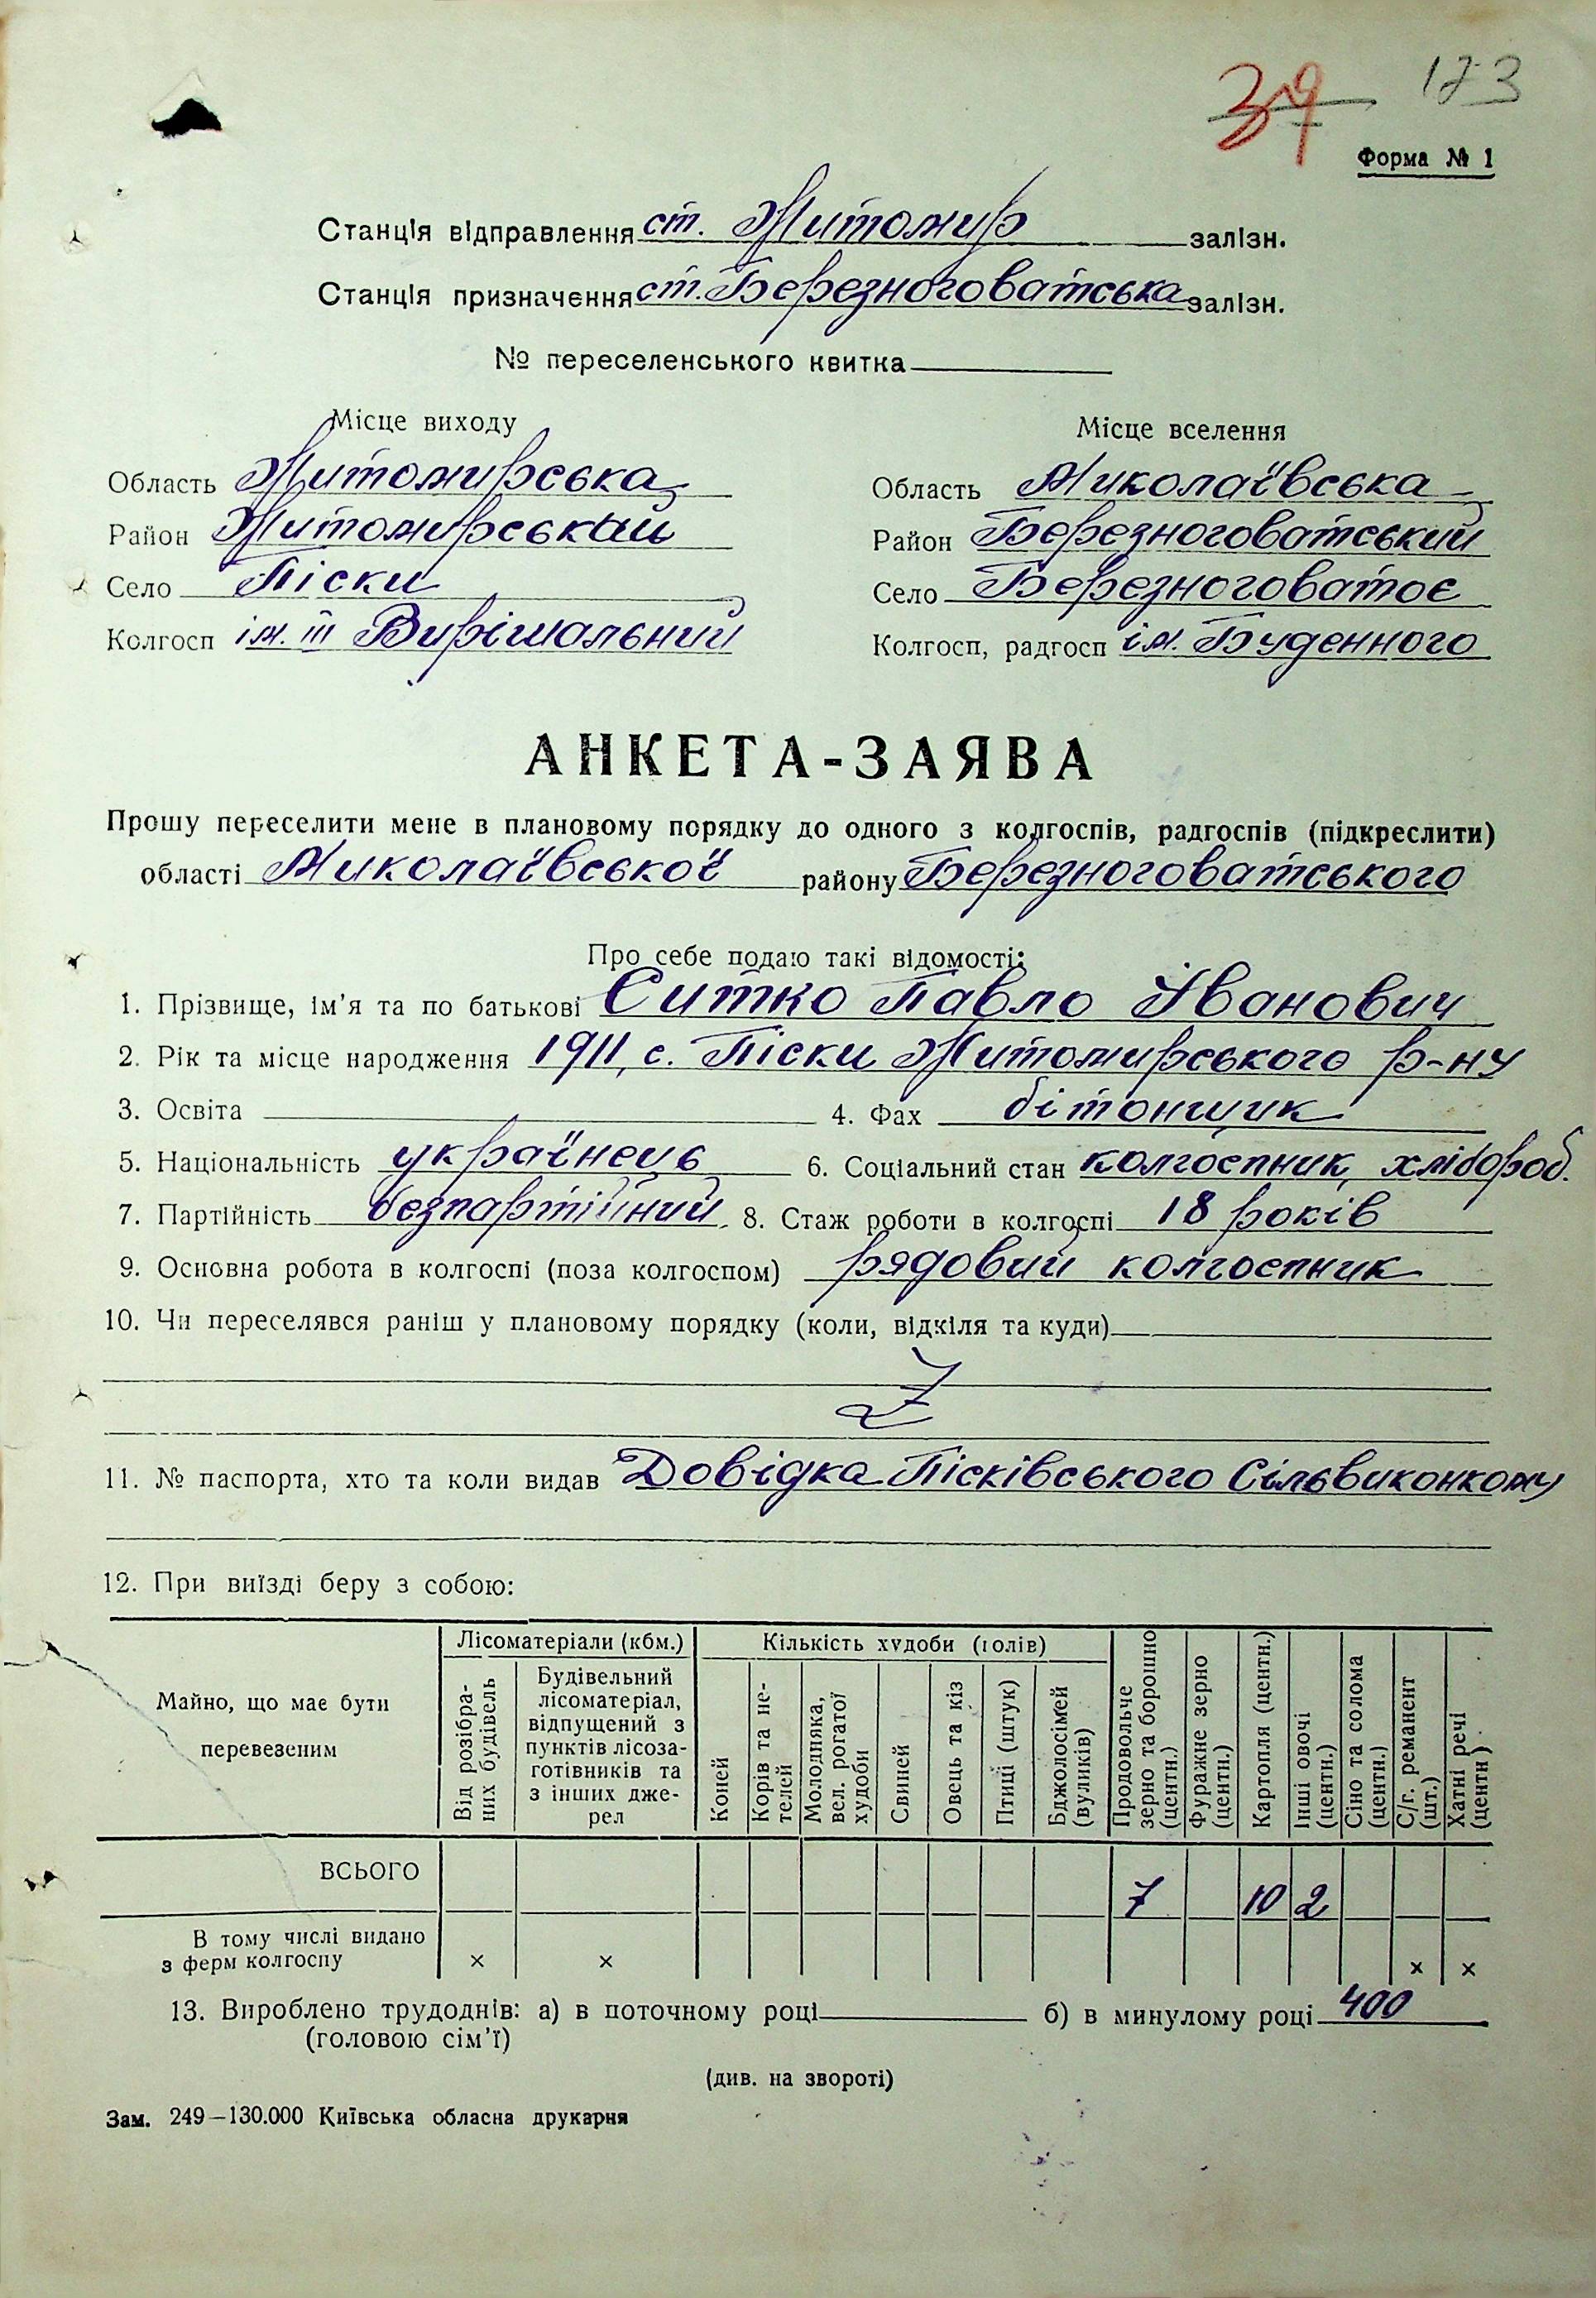 39 173
Форма № 1
Станція відправлення ст. Житомир залізн.
Станція призначення ст. Березноговатська залізн.
№ переселенського квитка
Місце виходу
Місце вселення
Область Житомирська
Область Миколаївська
Район Житомирський
Район Березноговатський
Село Піски
Село Березноговатоє
Колгосп ім. ІІІ Вирішальний
Колгосп, радгосп ім. Буденного
АНКЕТА-ЗАЯВА
Прошу переселити мене в плановому порядку до одного з колгоспів, радгоспів (підкреслити)
області Миколаївської району Березноговатського
Про себе подаю такі відомості:
1. Прізвище, ім'я та по батькові Ситко Павло Іванович
2. Рік та місце народження 1911, с. Піски Житомирського р-ну
3. Освіта 4. Фах бітонщик
5. Національність українець 6. Соціальний стан колгоспник, хлібороб.
7. Партійність безпартійний 8. Стаж роботи в колгоспі 18 років
9. Основна робота в колгоспі (поза колгоспом) рядовий колгоспник
10. Чи переселявся раніш у плановому порядку (коли, відкіля та куди)
11. № паспорта, хто та коли видав Довідка Пісківського Сільвиконкому
12. При виїзді беру з собою:
Майно, що має бути перевезеним
Лісоматеріали (кбм.)
Від розібраних будівель
Будівельний лісоматеріал, відпущений з пунктів лісозаготівників та з інших джерел
Кількість худоби (голів)
Коней
Корів та нетелей
Молодняка, вел. рогатої худоби
Свиней
Овець та кіз
Птиці (штук)
Бджолосімей (вуликів)
Продовольче зерно та борошно (центн.)
Фуражне зерно (центн.)
Картопля (центн.)
Інші овочі (центн.)
Сіно та солома (центн.)
С/г. реманент (шт.)
Хатні речі (центн)
ВСЬОГО 7 10 2
В тому числі видано
з ферм колгоспу × × × ×
13. Вироблено трудоднів: а) в поточному році б) в минулому році 400
(головою сім'ї)
(див. на звороті)
Зам. 249—130.000 Київська обласна друкарня